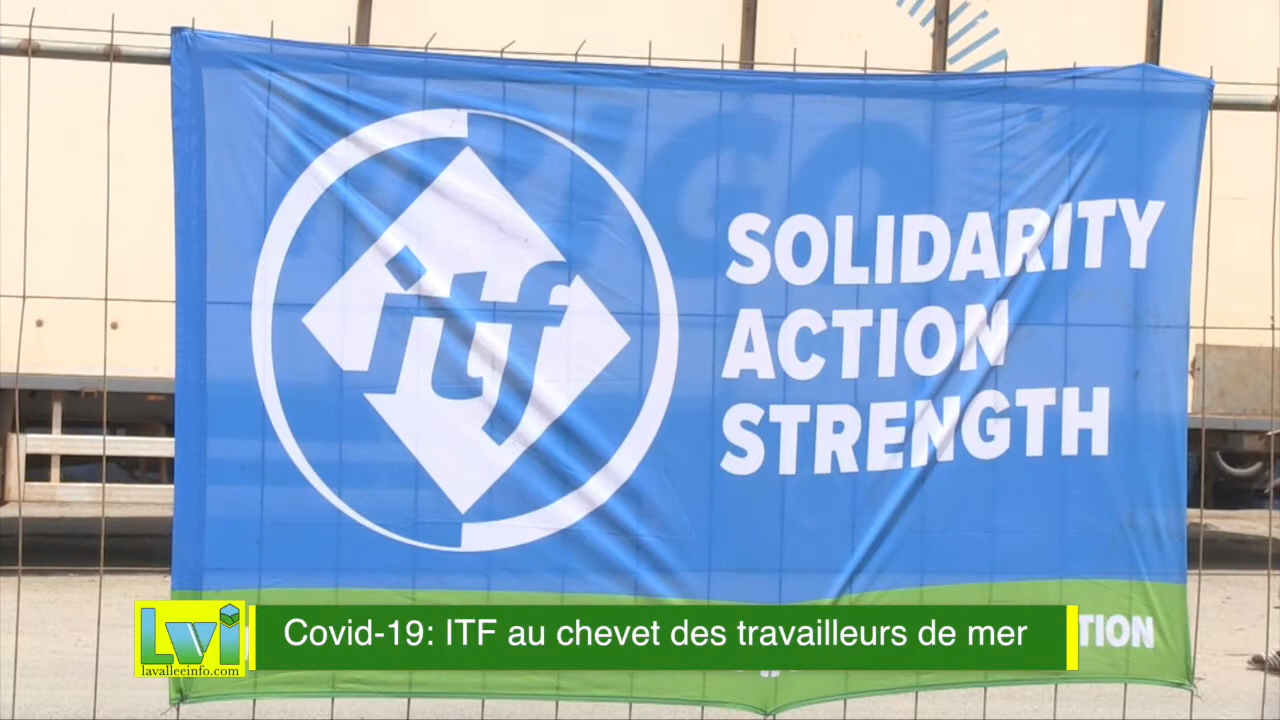 itf
SOLIDARITY
ACTION
STRENGTH
TION
LVI
lavalleeinfo.com
Covid-19: ITF au chevet des travailleurs de mer